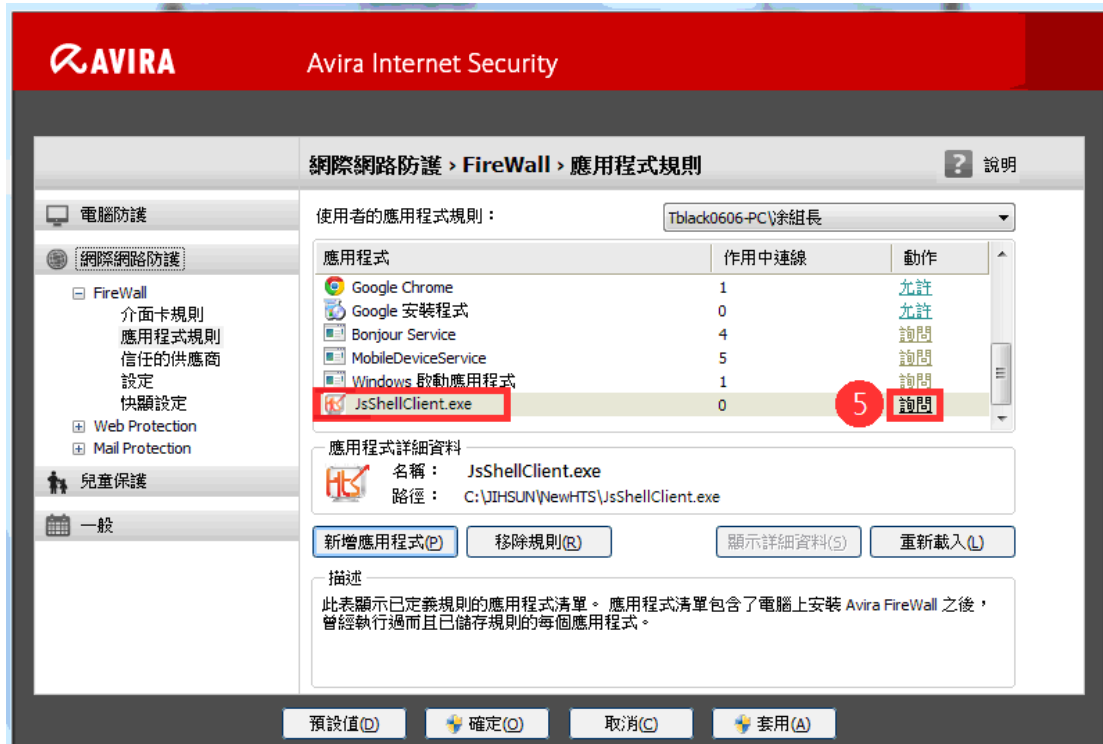 AVIRA Avira Internet Security
網際網路防護 › FireWall › 應用程式規則 ? 說明
電腦防護
網際網路防護
FireWall
介面卡規則
應用程式規則
信任的供應商
設定
快顯設定
Web Protection
Mail Protection
兒童保護
一般
使用者的應用程式規則： Tblack0606-PC\涂組長
應用程式 作用中連線 動作
Google Chrome 1 允許
Google 安裝程式 0 允許
Bonjour Service 4 詢問
MobileDeviceService 5 詢問
Windows 啟動應用程式 1 詢問
JsShellClient.exe 0 5 詢問
應用程式詳細資料
名稱： JsShellClient.exe
路徑： C:\JIHSUN\NewHTS\JsShellClient.exe
新增應用程式(P) 移除規則(R) 顯示詳細資料(S) 重新載入(L)
描述
此表顯示已定義規則的應用程式清單。 應用程式清單包含了電腦上安裝 Avira FireWall 之後，
曾經執行過而且已儲存規則的每個應用程式。
預設值(D) 確定(O) 取消(C) 套用(A)